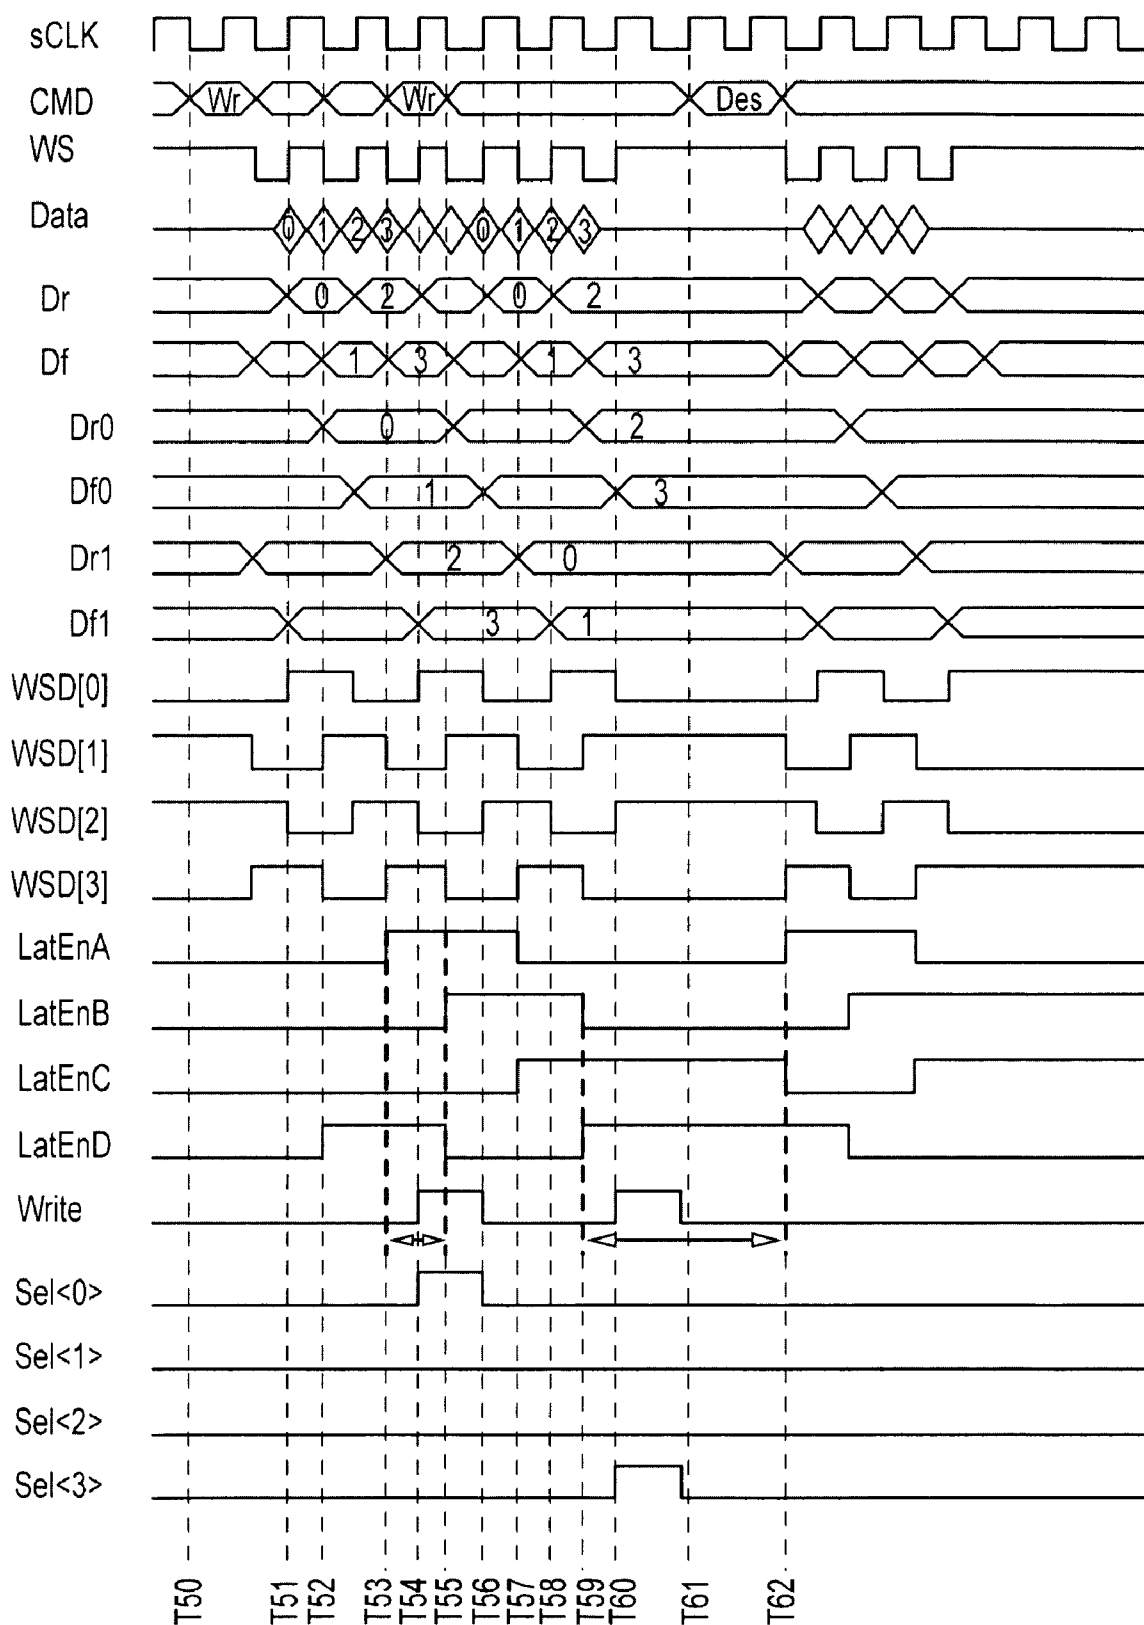 sCLK
CMD Wr Wr Des
WS
Data 0 1 2 3 0 1 2 3
Dr 0 2 0 2
Df 1 3 1 3
Dr0 0 2
Df0 1 3
Dr1 2 0
Df1 3 1
WSD[0]
WSD[1]
WSD[2]
WSD[3]
LatEnA
LatEnB
LatEnC
LatEnD
Write
Sel<0>
Sel<1>
Sel<2>
Sel<3>
T50 T51 T52 T53 T54 T55 T56 T57 T58 T59 T60 T61 T62